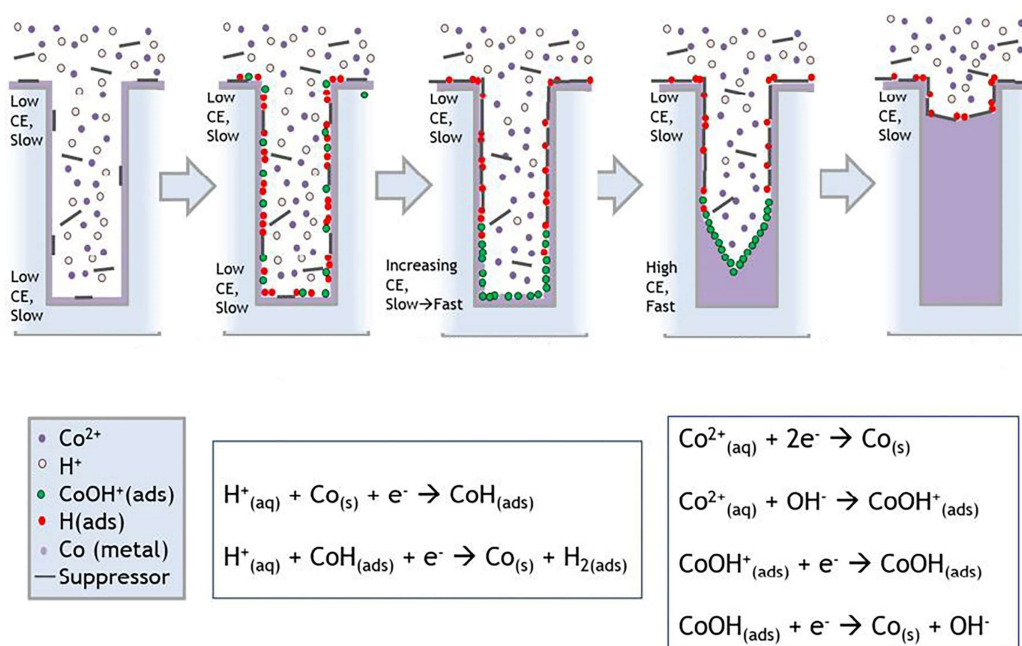 Low
CE,
Slow
Low
CE,
Slow
Low
CE,
Slow
Low
CE,
Slow
Low
CE,
Slow
Increasing
CE,
Slow→Fast
Low
CE,
Slow
High
CE,
Fast
Low
CE,
Slow
Co²⁺
H⁺
CoOH⁺(ads)
H(ads)
Co (metal)
Suppressor
H⁺(aq) + Co(s) + e⁻ → CoH(ads)
H⁺(aq) + CoH(ads) + e⁻ → Co(s) + H₂(ads)
Co²⁺(aq) + 2e⁻ → Co(s)
Co²⁺(aq) + OH⁻ → CoOH⁺(ads)
CoOH⁺(ads) + e⁻ → CoOH(ads)
CoOH(ads) + e⁻ → Co(s) + OH⁻